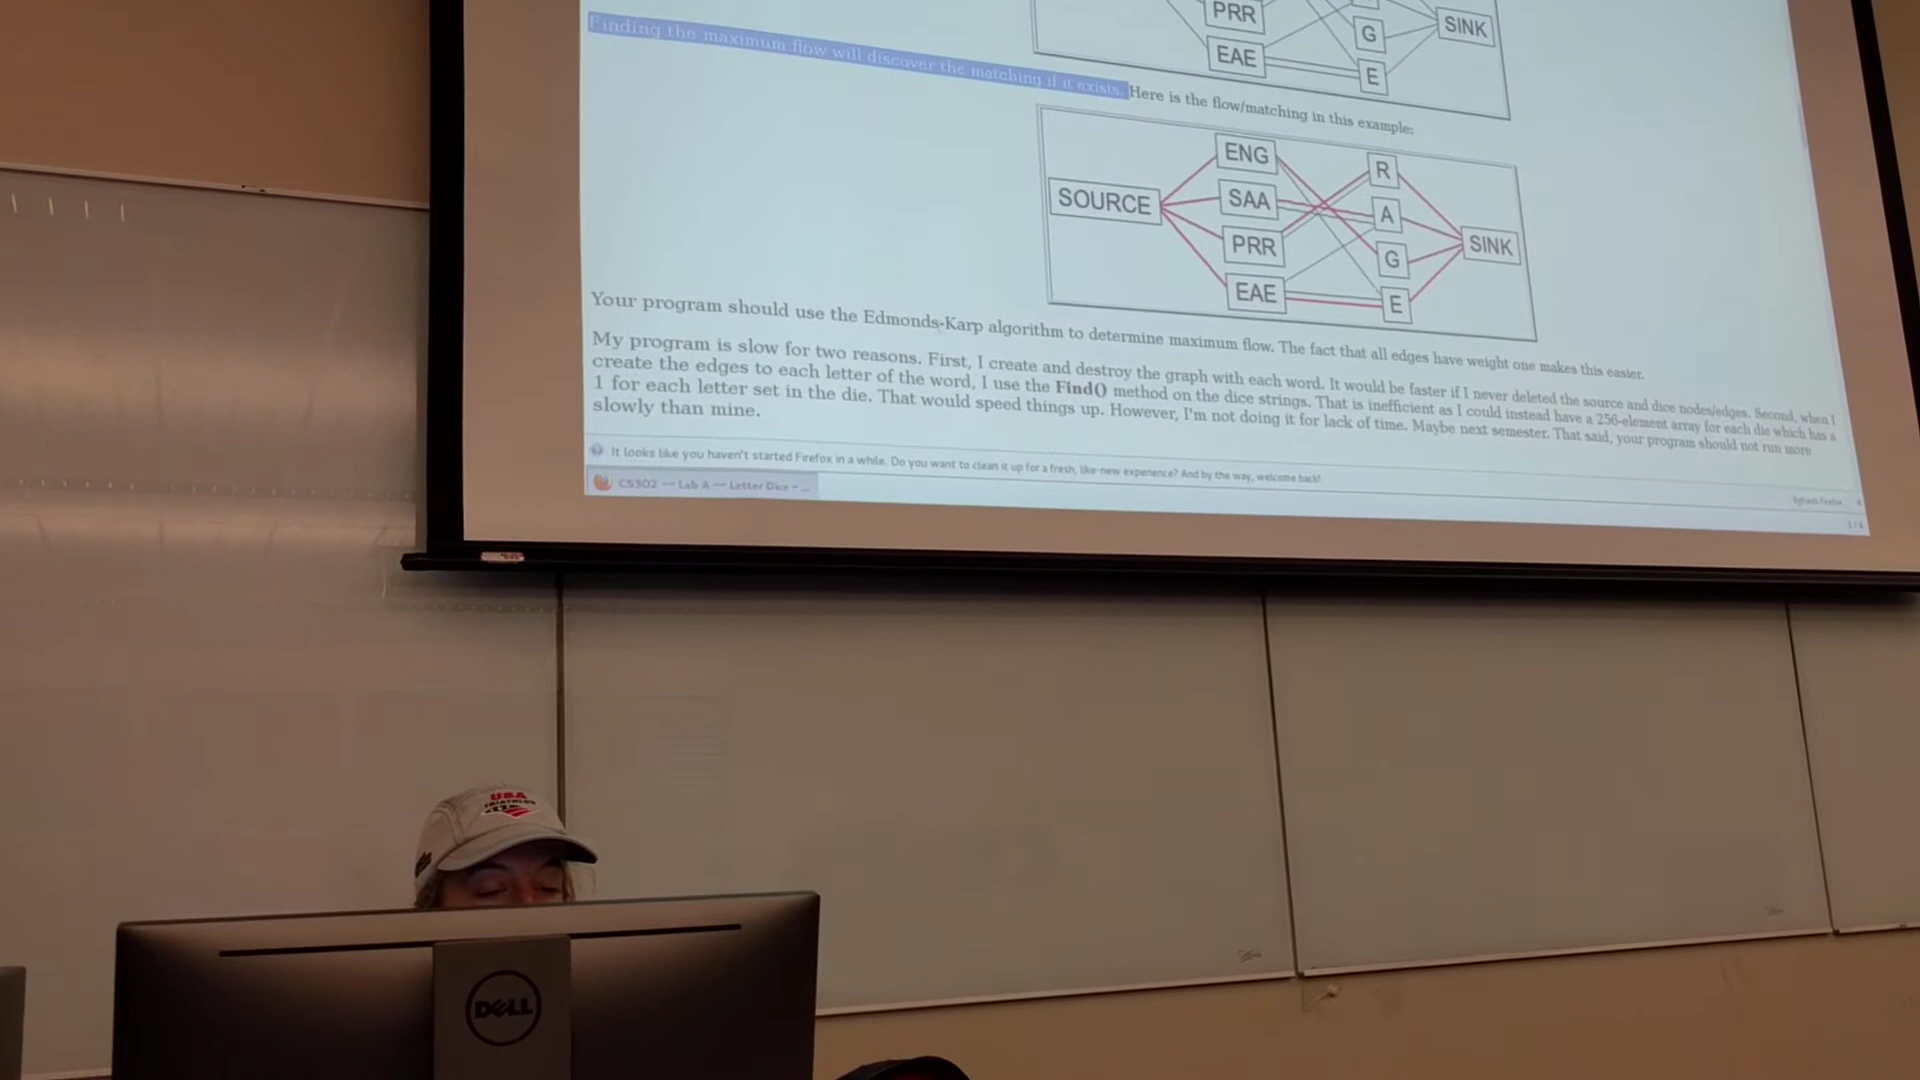 PRR
G
SINK
EAE
E
Finding the maximum flow will discover the matching if it exists. Here is the flow/matching in this example:
ENG
R
SOURCE
SAA
A
PRR
G
SINK
EAE
E
Your program should use the Edmonds-Karp algorithm to determine maximum flow. The fact that all edges have weight one makes this easier.
My program is slow for two reasons. First, I create and destroy the graph with each word. It would be faster if I never deleted the source and dice nodes/edges. Second, when I
create the edges to each letter of the word, I use the Find() method on the dice strings. That is inefficient as I could instead have a 256-element array for each die which has a
1 for each letter set in the die. That would speed things up. However, I'm not doing it for lack of time. Maybe next semester. That said, your program should not run more
slowly than mine.
It looks like you haven't started Firefox in a while. Do you want to clean it up for a fresh, like-new experience? And by the way, welcome back!
CS302 -- Lab A -- Letter Dice - ...
USA
TRIATHLON
DELL